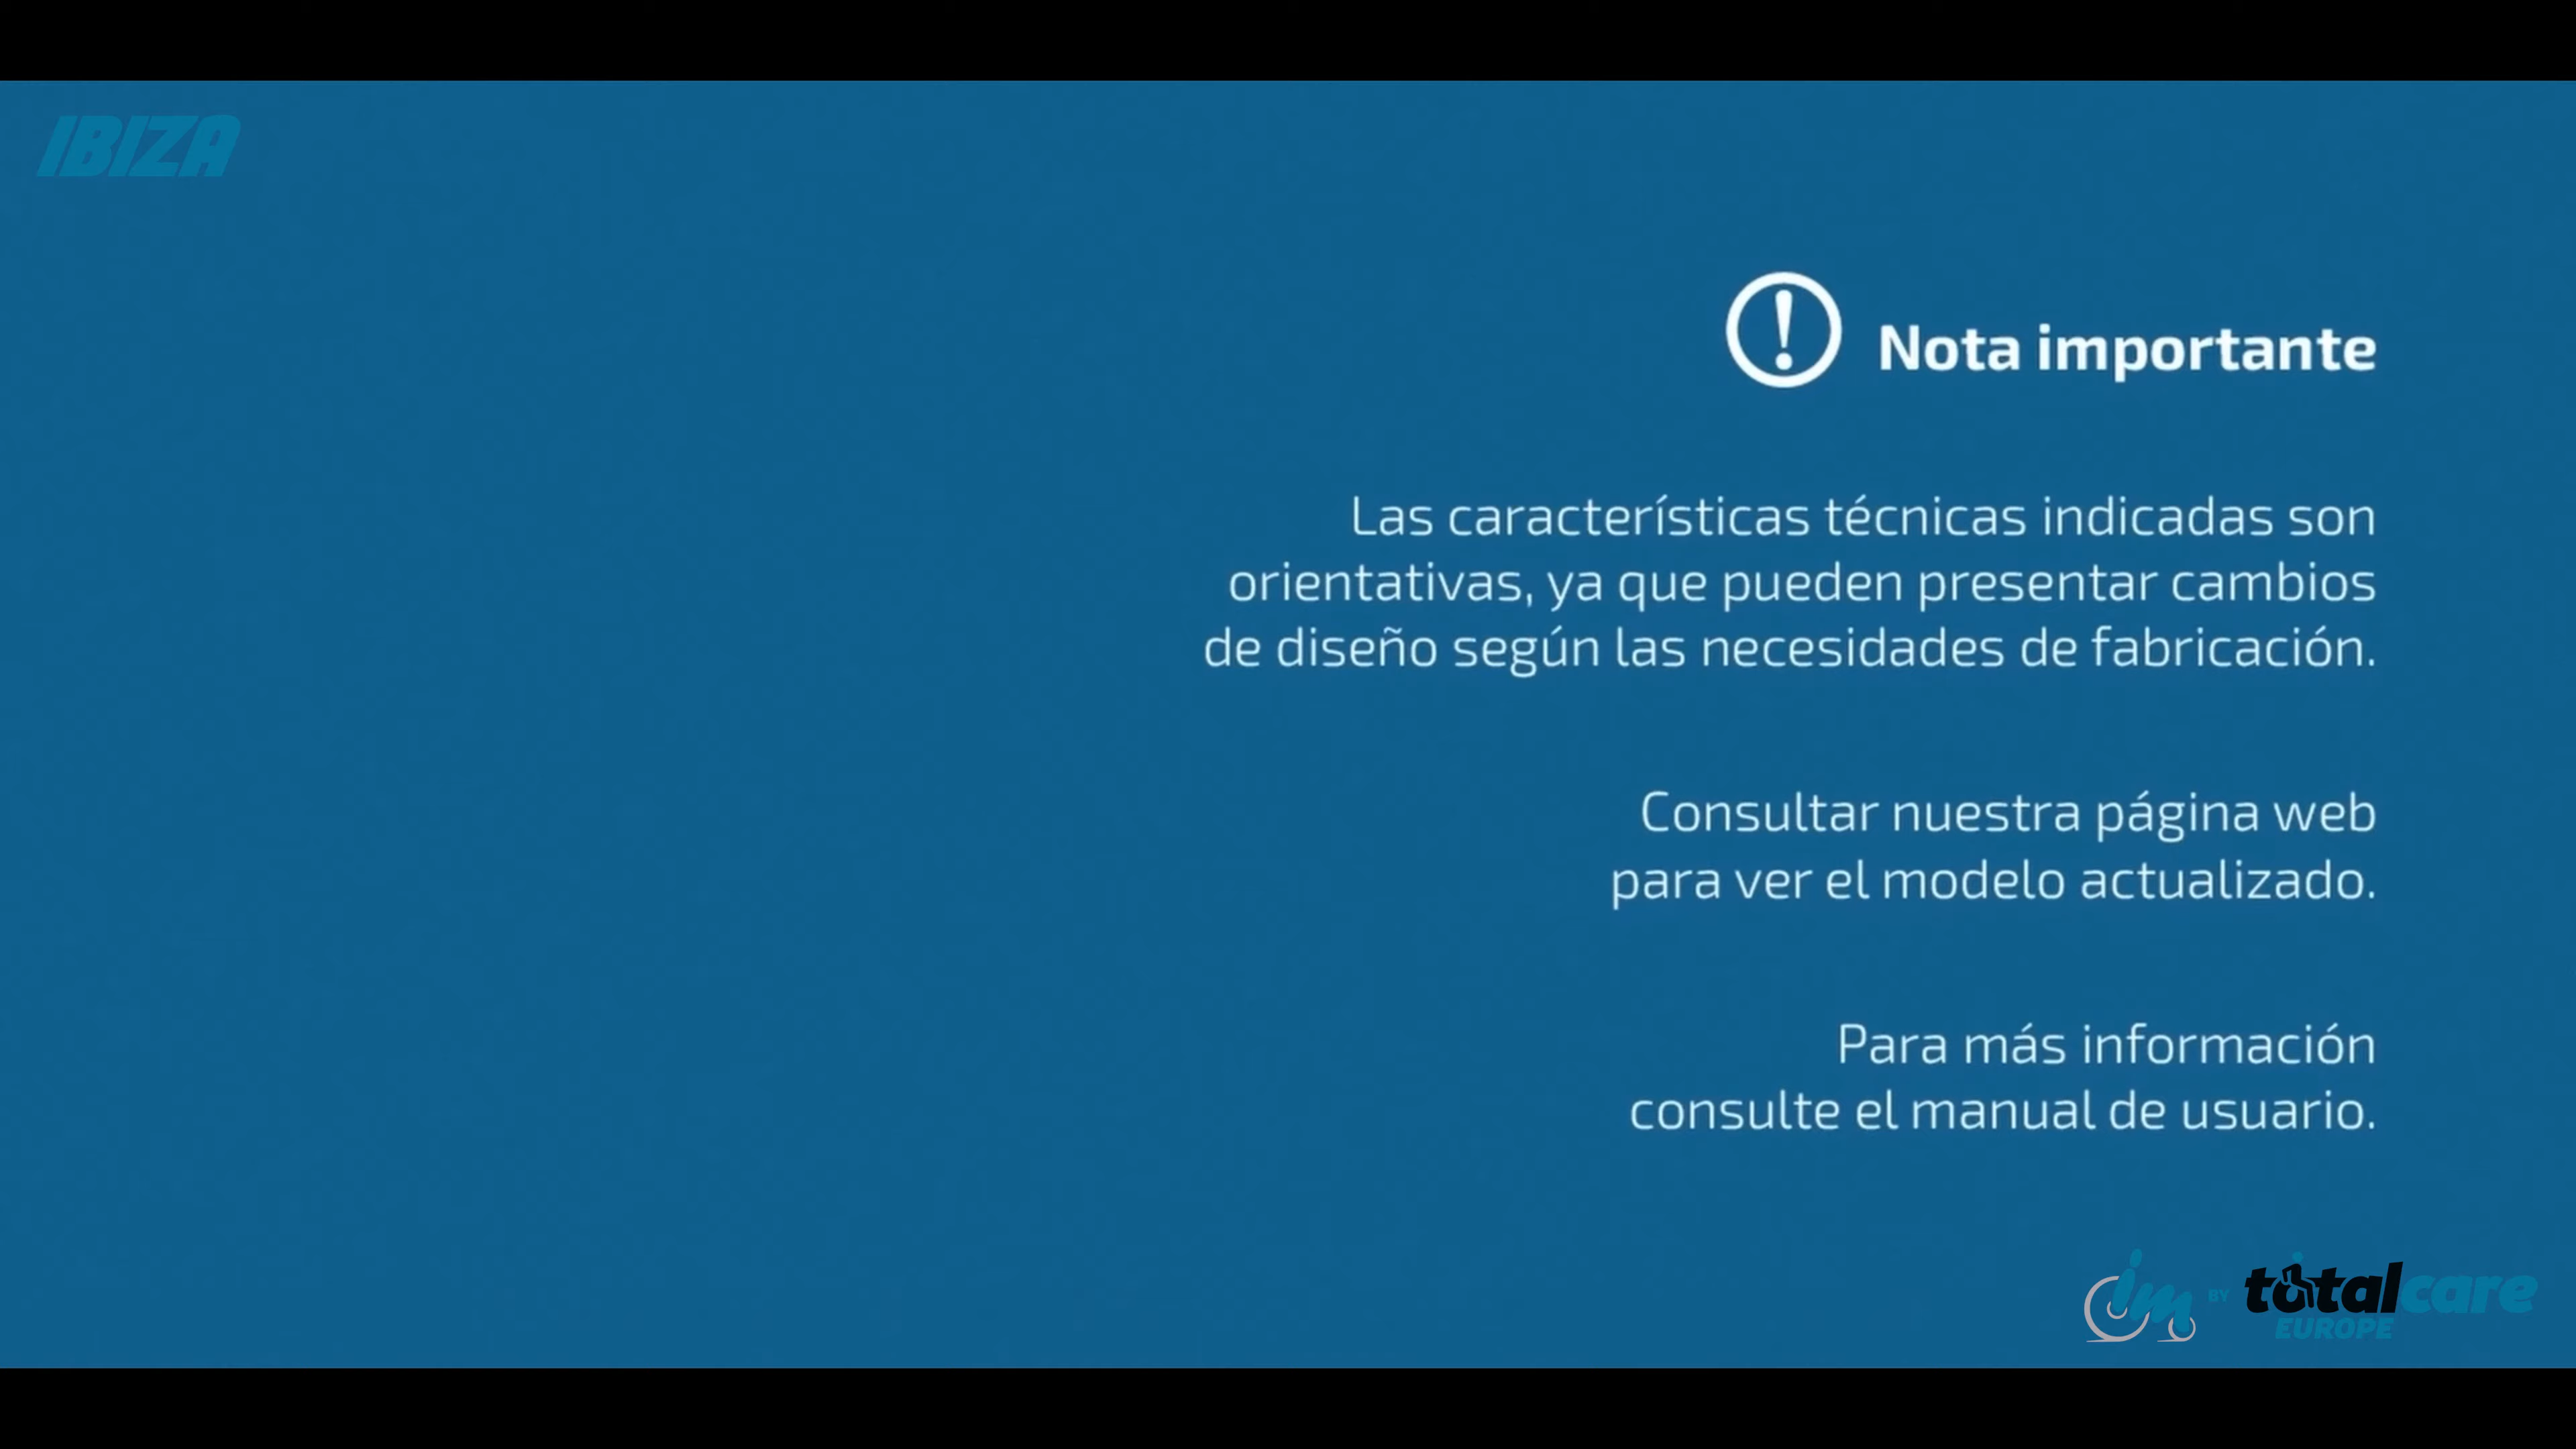 IBIZA
Nota importante
Las características técnicas indicadas son
orientativas, ya que pueden presentar cambios
de diseño según las necesidades de fabricación.
Consultar nuestra página web
para ver el modelo actualizado.
Para más información
consulte el manual de usuario.
im BY totalcare
EUROPE